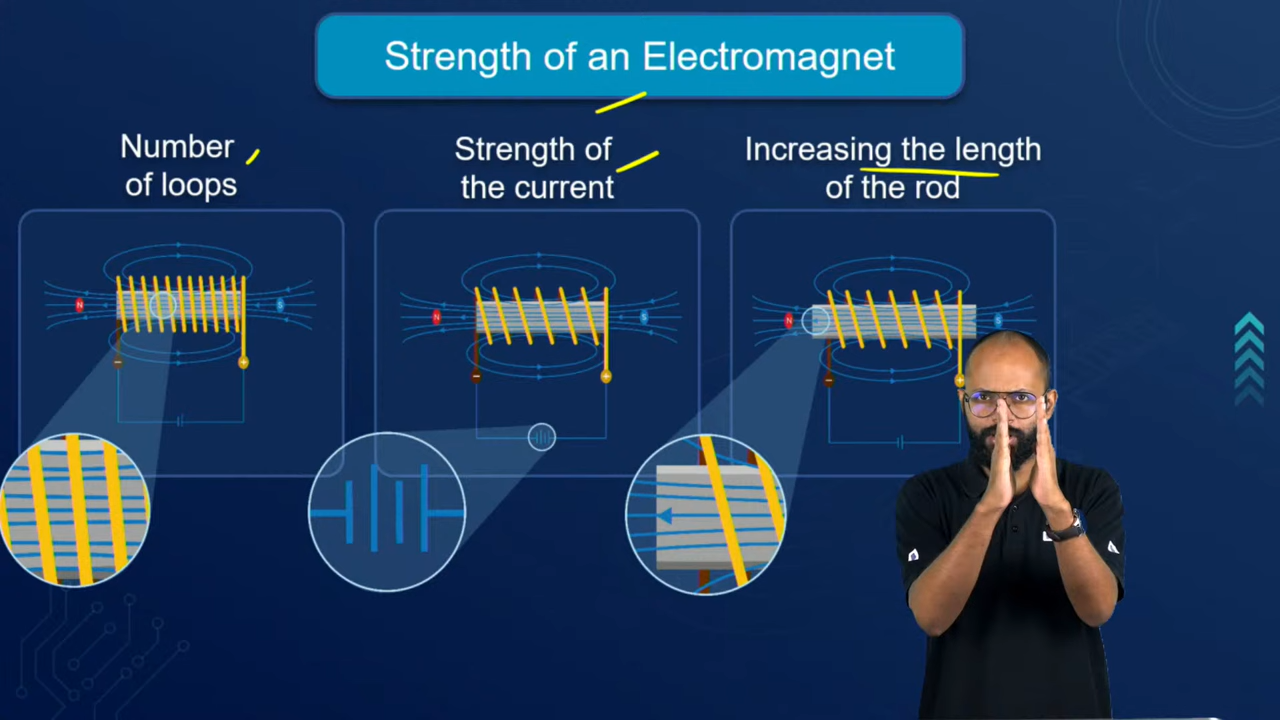 Strength of an Electromagnet
Number
of loops
Strength of
the current
Increasing the length
of the rod
N
S
− +
N
S
− +
N
S
− +